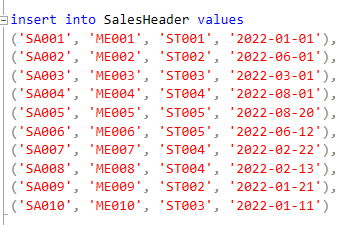 insert into SalesHeader values
('SA001', 'ME001', 'ST001', '2022-01-01'),
('SA002', 'ME002', 'ST002', '2022-06-01'),
('SA003', 'ME003', 'ST003', '2022-03-01'),
('SA004', 'ME004', 'ST004', '2022-08-01'),
('SA005', 'ME005', 'ST005', '2022-08-20'),
('SA006', 'ME006', 'ST005', '2022-06-12'),
('SA007', 'ME007', 'ST004', '2022-02-22'),
('SA008', 'ME008', 'ST004', '2022-02-13'),
('SA009', 'ME009', 'ST002', '2022-01-21'),
('SA010', 'ME010', 'ST003', '2022-01-11')